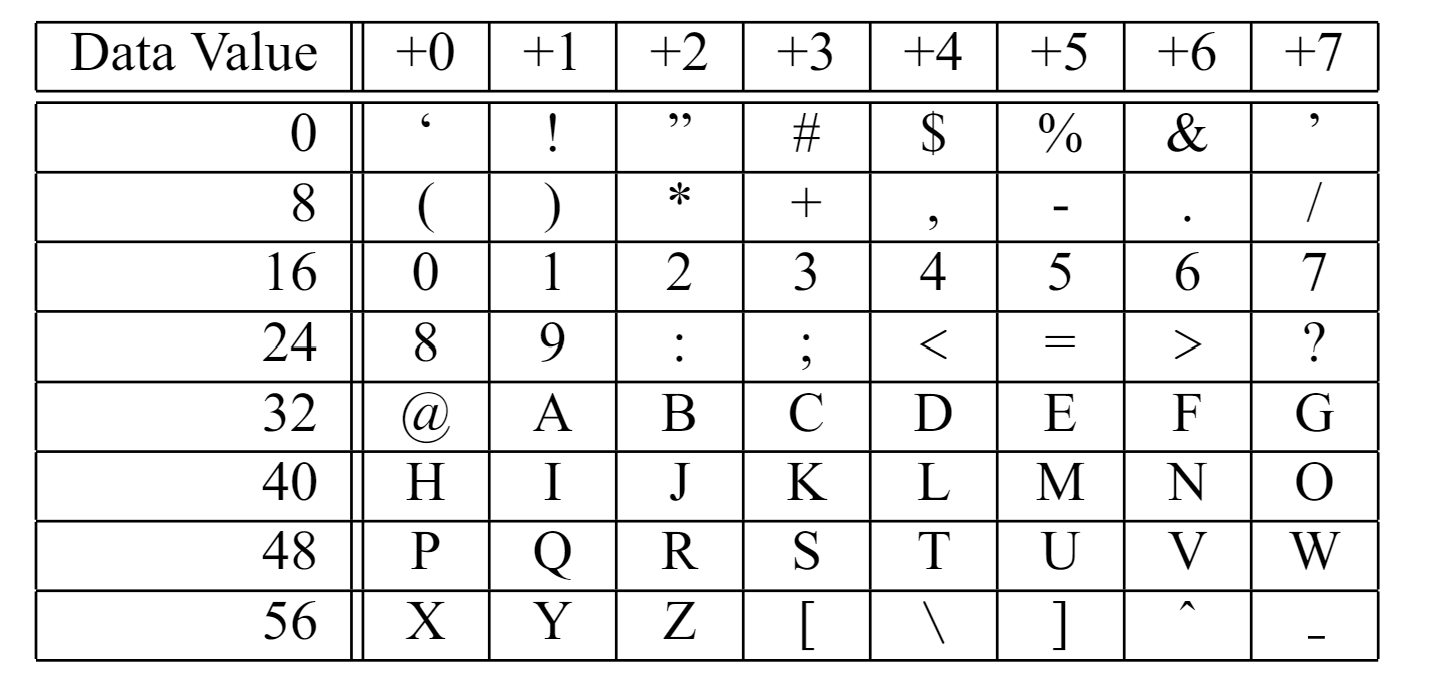 Data Value +0 +1 +2 +3 +4 +5 +6 +7
0 ‘ ! ” # $ % & ’
8 ( ) * + , - . /
16 0 1 2 3 4 5 6 7
24 8 9 : ; < = > ?
32 @ A B C D E F G
40 H I J K L M N O
48 P Q R S T U V W
56 X Y Z [ \ ] ˆ _